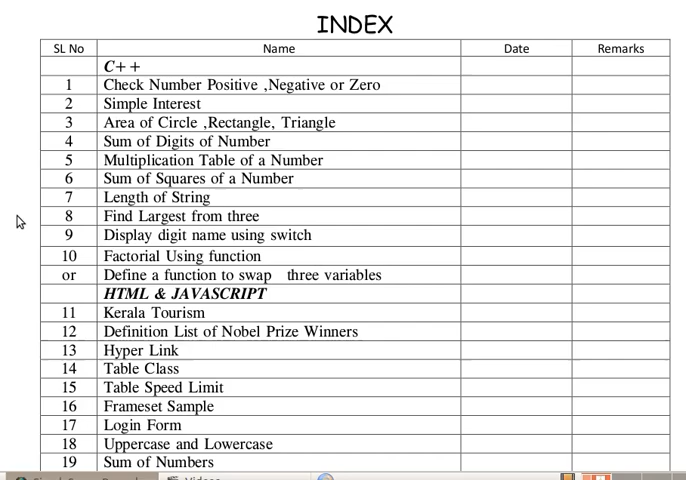 INDEX
SL No Name Date Remarks
C++
1 Check Number Positive ,Negative or Zero
2 Simple Interest
3 Area of Circle ,Rectangle, Triangle
4 Sum of Digits of Number
5 Multiplication Table of a Number
6 Sum of Squares of a Number
7 Length of String
8 Find Largest from three
9 Display digit name using switch
10 Factorial Using function
or Define a function to swap three variables
HTML & JAVASCRIPT
11 Kerala Tourism
12 Definition List of Nobel Prize Winners
13 Hyper Link
14 Table Class
15 Table Speed Limit
16 Frameset Sample
17 Login Form
18 Uppercase and Lowercase
19 Sum of Numbers
Videos